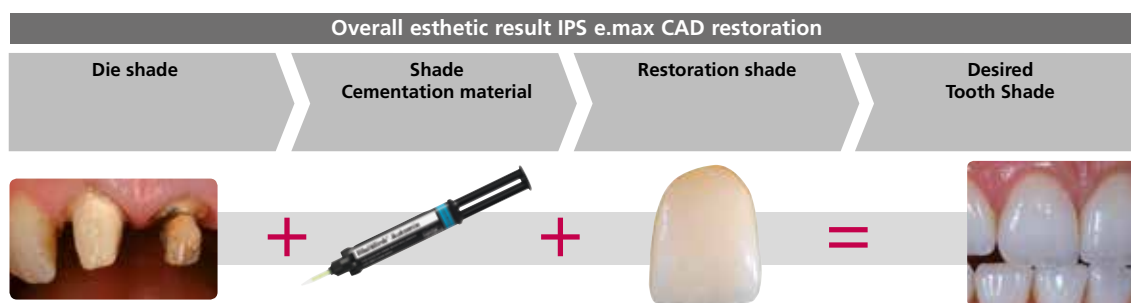 Overall esthetic result IPS e.max CAD restoration
Die shade
Shade
Cementation material
Restoration shade
Desired
Tooth Shade
+
+
=